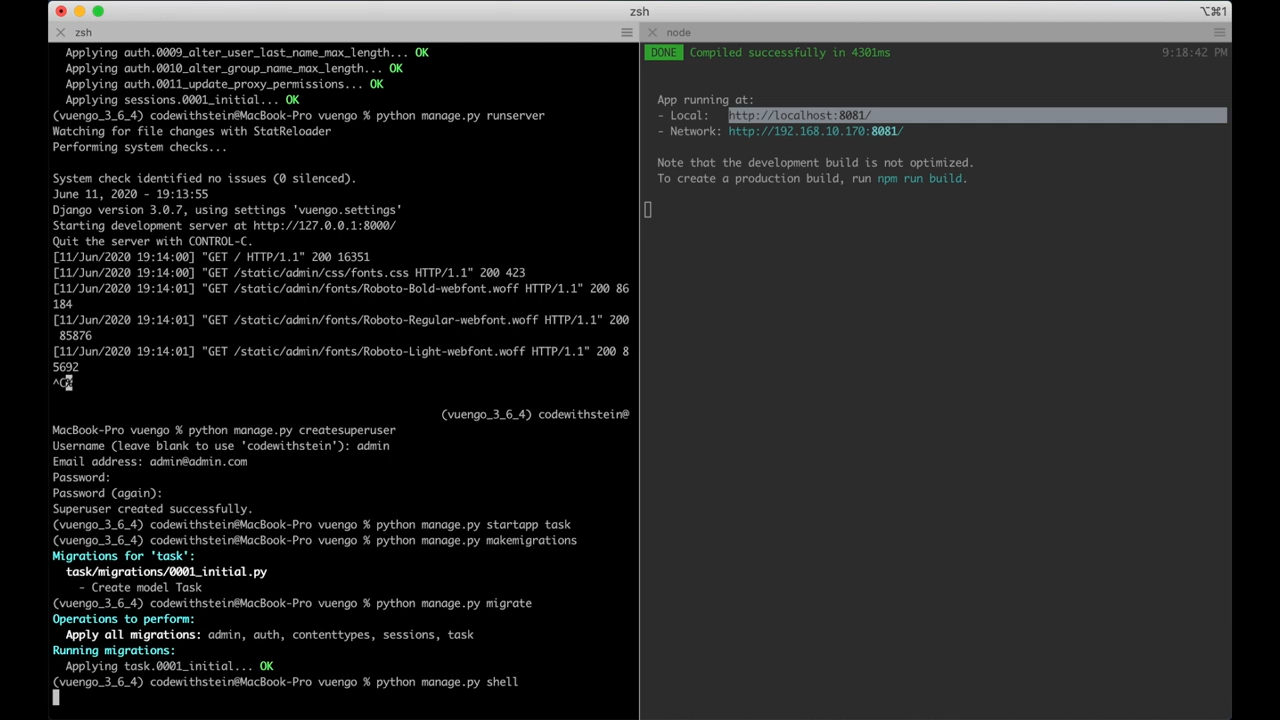 zsh
⌥⌘1
zsh
Applying auth.0009_alter_user_last_name_max_length... OK
Applying auth.0010_alter_group_name_max_length... OK
Applying auth.0011_update_proxy_permissions... OK
Applying sessions.0001_initial... OK
(vuengo_3_6_4) codewithstein@MacBook-Pro vuengo % python manage.py runserver
Watching for file changes with StatReloader
Performing system checks...
System check identified no issues (0 silenced).
June 11, 2020 - 19:13:55
Django version 3.0.7, using settings 'vuengo.settings'
Starting development server at http://127.0.0.1:8000/
Quit the server with CONTROL-C.
[11/Jun/2020 19:14:00] "GET / HTTP/1.1" 200 16351
[11/Jun/2020 19:14:00] "GET /static/admin/css/fonts.css HTTP/1.1" 200 423
[11/Jun/2020 19:14:01] "GET /static/admin/fonts/Roboto-Bold-webfont.woff HTTP/1.1" 200 86
184
[11/Jun/2020 19:14:01] "GET /static/admin/fonts/Roboto-Regular-webfont.woff HTTP/1.1" 200
85876
[11/Jun/2020 19:14:01] "GET /static/admin/fonts/Roboto-Light-webfont.woff HTTP/1.1" 200 8
5692
^C%
(vuengo_3_6_4) codewithstein@
MacBook-Pro vuengo % python manage.py createsuperuser
Username (leave blank to use 'codewithstein'): admin
Email address: admin@admin.com
Password:
Password (again):
Superuser created successfully.
(vuengo_3_6_4) codewithstein@MacBook-Pro vuengo % python manage.py startapp task
(vuengo_3_6_4) codewithstein@MacBook-Pro vuengo % python manage.py makemigrations
Migrations for 'task':
task/migrations/0001_initial.py
- Create model Task
(vuengo_3_6_4) codewithstein@MacBook-Pro vuengo % python manage.py migrate
Operations to perform:
Apply all migrations: admin, auth, contenttypes, sessions, task
Running migrations:
Applying task.0001_initial... OK
(vuengo_3_6_4) codewithstein@MacBook-Pro vuengo % python manage.py shell
node
DONE Compiled successfully in 4301ms 9:18:42 PM
App running at:
- Local: http://localhost:8081/
- Network: http://192.168.10.170:8081/
Note that the development build is not optimized.
To create a production build, run npm run build.